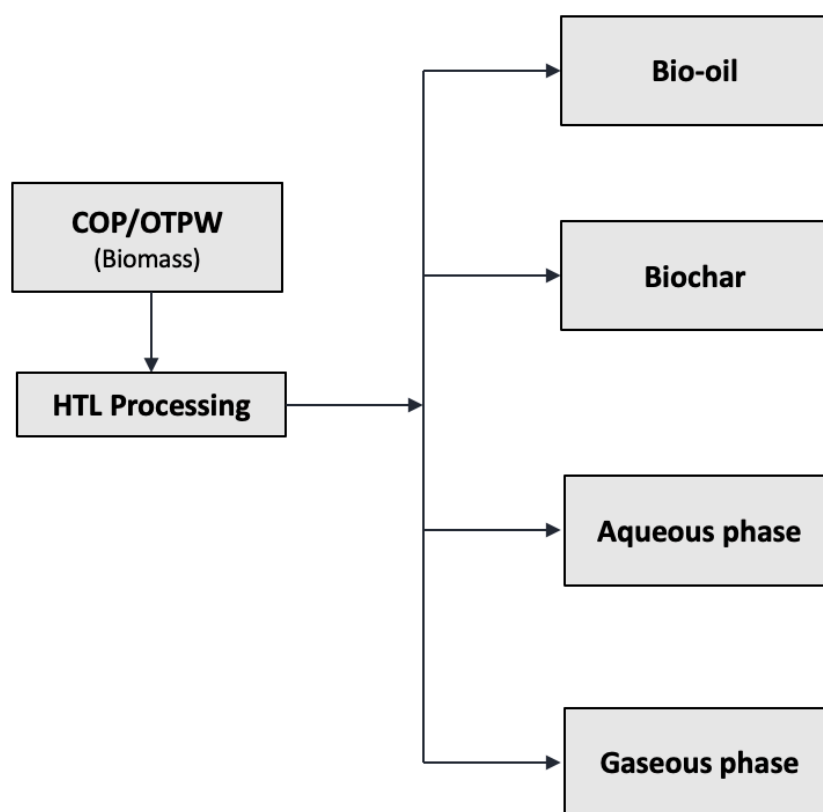 COP/OTPW
(Biomass)
HTL Processing
Bio-oil
Biochar
Aqueous phase
Gaseous phase